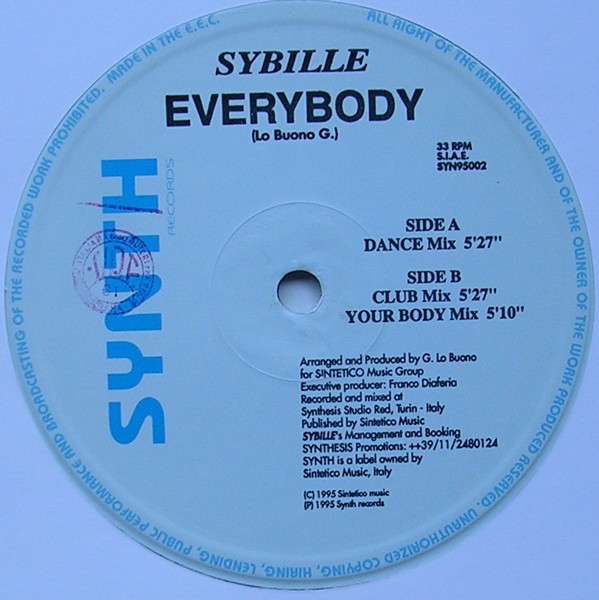 SYBILLE
EVERYBODY
(Lo Buono G.)
33 RPM
S.I.A.E.
SYN95002
SYNTH
RECORDS
SIDE A
DANCE Mix 5'27"
SIDE B
CLUB Mix 5'27"
YOUR BODY Mix 5'10"
Arranged and Produced by G. Lo Buono
for SINTETICO Music Group
Executive producer: Franco Diaferia
Recorded and mixed at
Synthesis Studio Red, Turin - Italy
Published by Sintetico Music
SYBILLE's Management and Booking
SYNTHESIS Promotions: ++39/11/2480124
SYNTH is a label owned by
Sintetico Music, Italy
(C) 1995 Sintetico music
(P) 1995 Synth records
ALL RIGHT OF THE MANUFACTURER AND OF THE OWNER OF THE WORK PRODUCED RESERVED. UNAUTHORIZED COPYING, HIRING, LENDING, PUBLIC PERFORMANCE AND BROADCASTING OF THE RECORDED WORK PROHIBITED. MADE IN THE E.E.C.